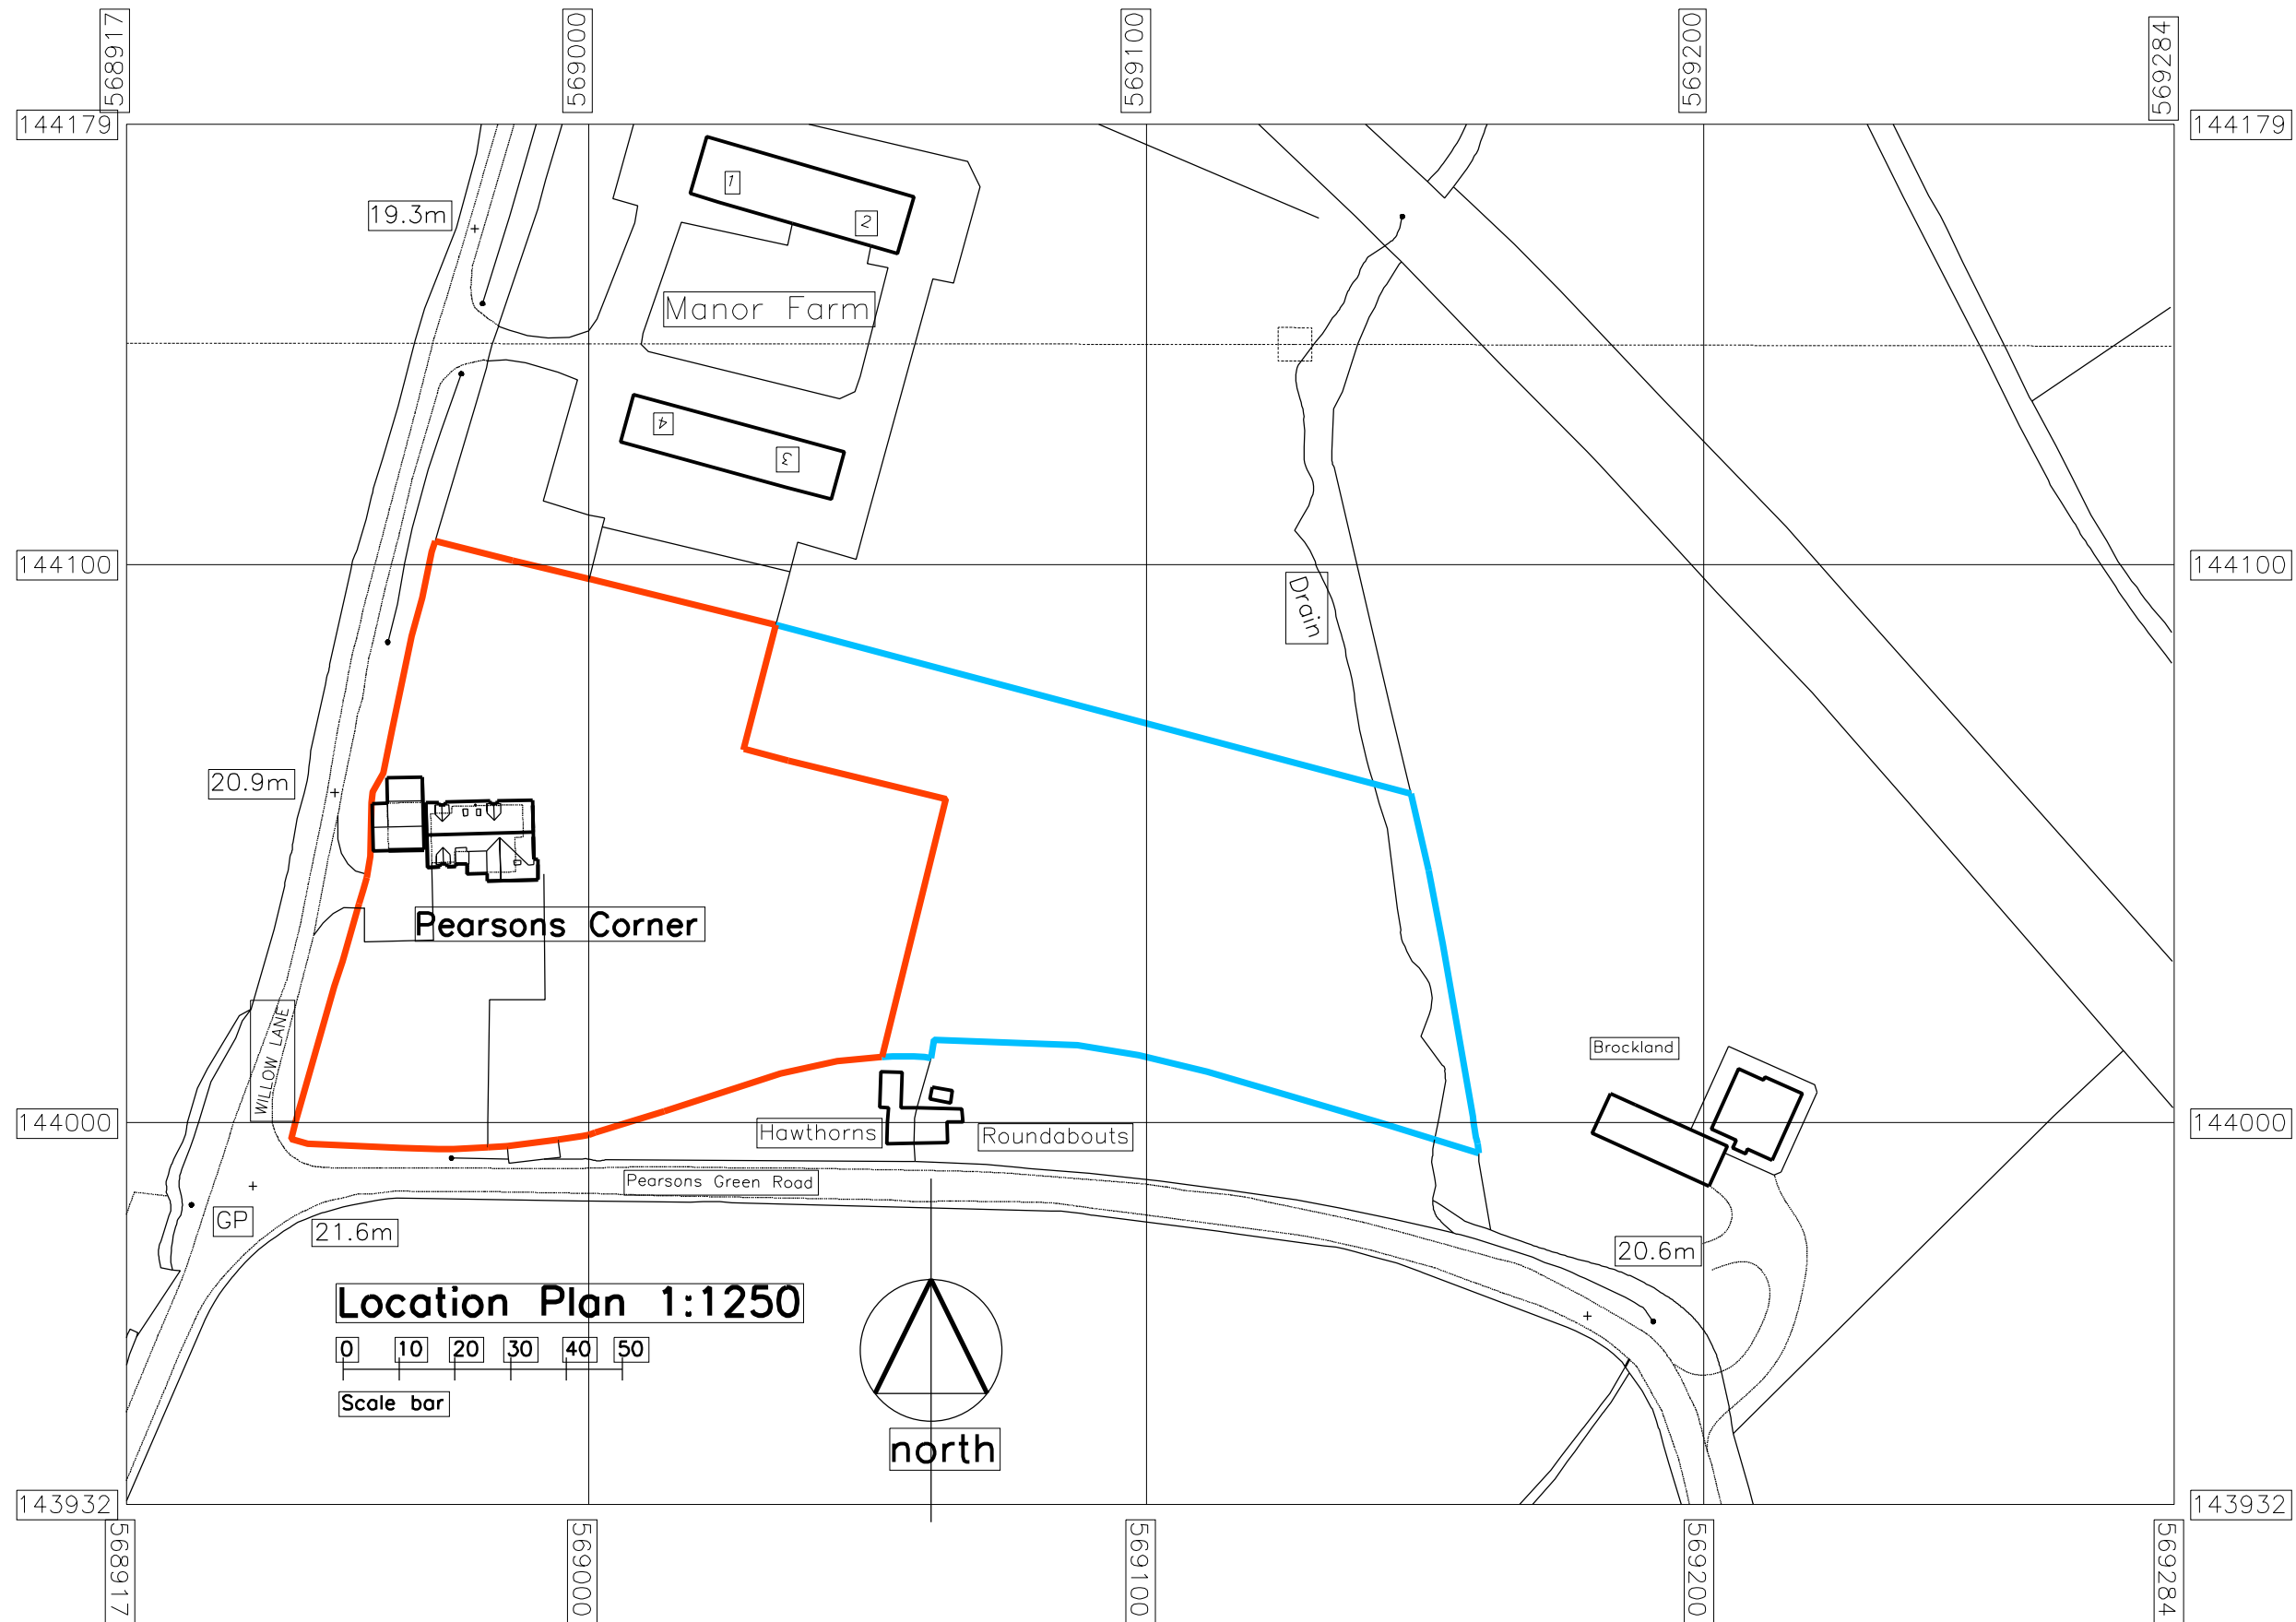 568917
569000
569100
569200
569284
144179
144179
19.3m
1
2
Manor Farm
4
3
144100
144100
Drain
20.9m
Pearsons Corner
WILLOW LANE
Brockland
144000
144000
Hawthorns
Roundabouts
Pearsons Green Road
GP
21.6m
20.6m
Location Plan 1:1250
0 10 20 30 40 50
Scale bar
north
143932
143932
568917
569000
569100
569200
569284